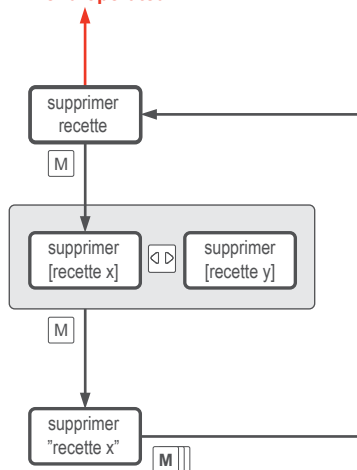 supprimer
recette
M
supprimer
[recette x]
supprimer
[recette y]
M
supprimer
"recette x"
M